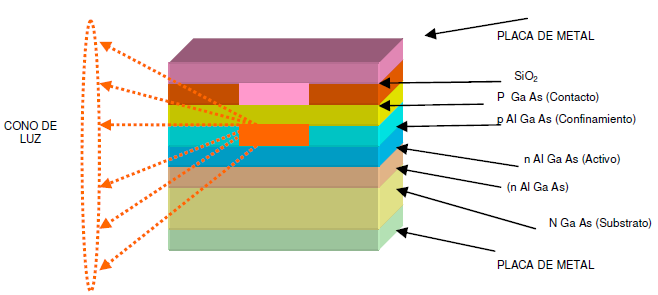 PLACA DE METAL
SiO₂
P Ga As (Contacto)
p Al Ga As (Confinamiento)
CONO DE
LUZ
n Al Ga As (Activo)
(n Al Ga As)
N Ga As (Substrato)
PLACA DE METAL